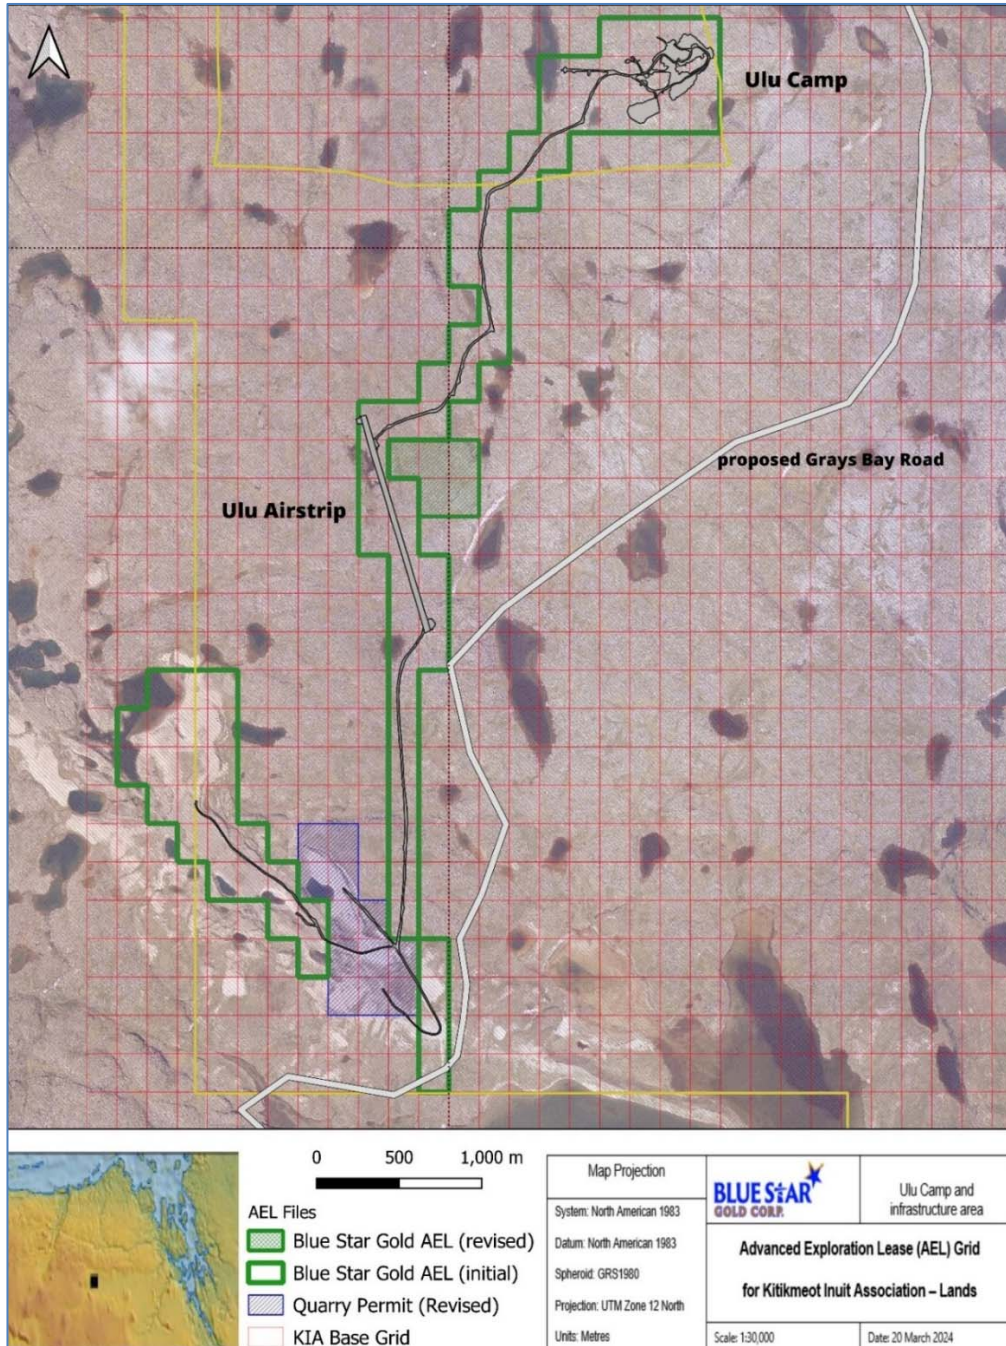 Ulu Camp
proposed Grays Bay Road
Ulu Airstrip
0 500 1,000 m
AEL Files
Blue Star Gold AEL (revised)
Blue Star Gold AEL (initial)
Quarry Permit (Revised)
KIA Base Grid
Map Projection
System: North American 1983
Datum: North American 1983
Spheroid: GRS1980
Projection: UTM Zone 12 North
Units: Metres
BLUE STAR
GOLD CORP.
Ulu Camp and
infrastructure area
Advanced Exploration Lease (AEL) Grid
for Kitikmeot Inuit Association – Lands
Scale: 1:30,000
Date: 20 March 2024